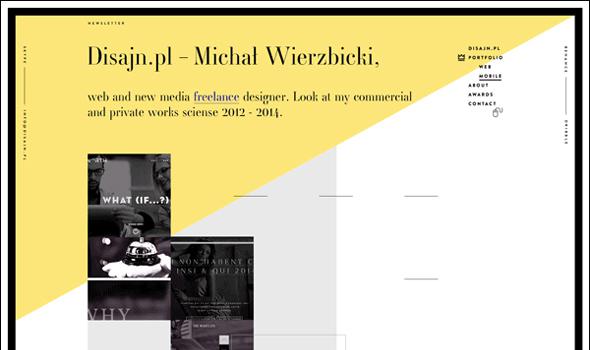 NEWSLETTER
Disajn.pl – Michał Wierzbicki,
web and new media freelance designer. Look at my commercial
and private works sciense 2012 - 2014.
DISAJN.PL
PORTFOLIO
WEB
MOBILE
ABOUT
AWARDS
CONTACT
BEHANCE
DRIBBLE
INFO@DISAJN.PL
WHAT (IF...?)
NON HABENT C
INSI & QUI 201
WHY